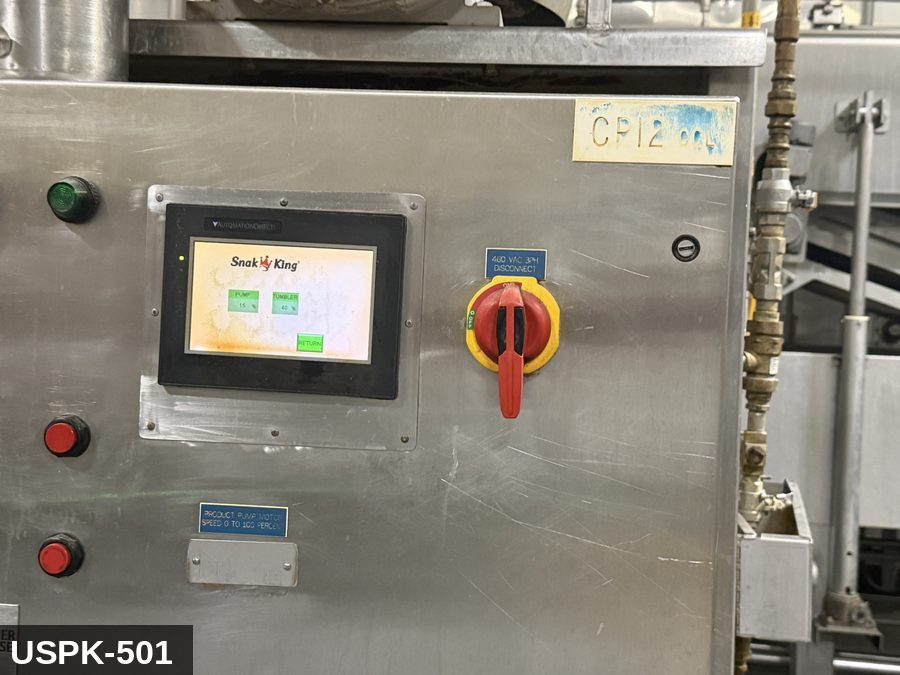 CP12
AUTOMATIONDIRECT
Snak King
460 VAC 3PH
DISCONNECT
PUMP
TUMBLER
15 %
40 %
RETURN
PRODUCT PUMP MOTOR
SPEED 0 TO 100 PERCENT
USPK-501